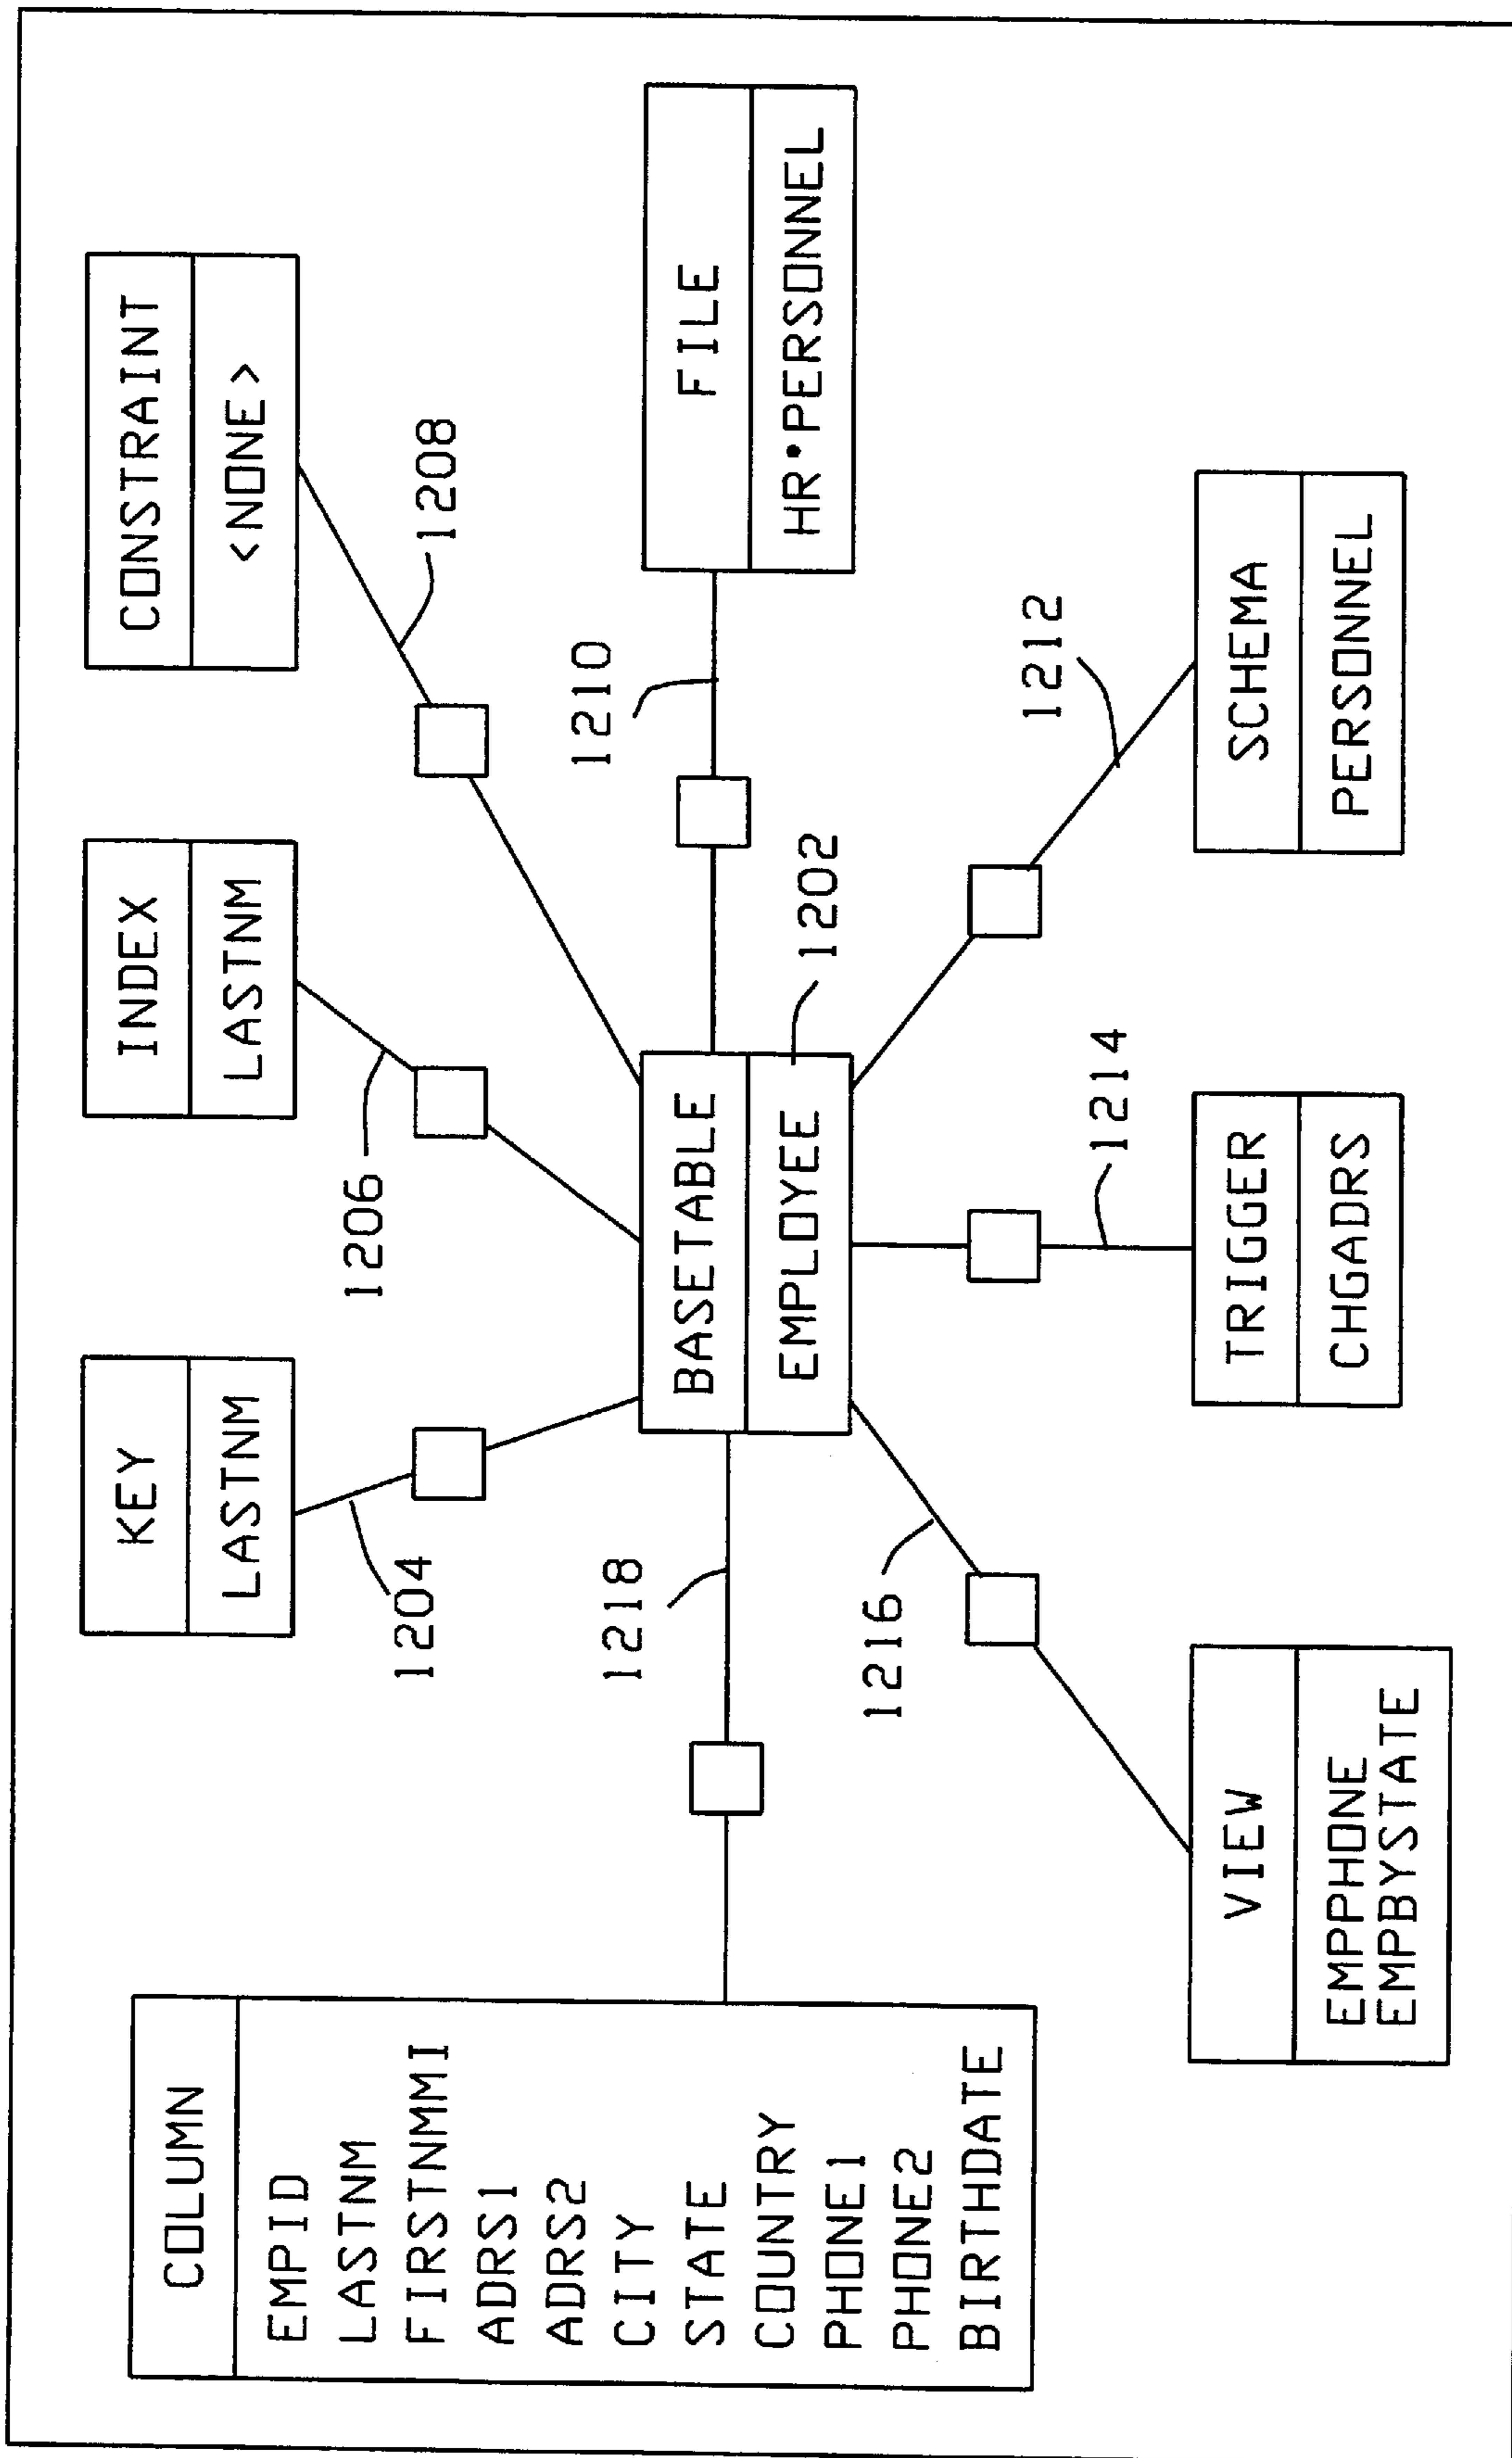 COLUMN
EMPID
LASTNM
FIRSTNMMI
ADRS1
ADRS2
CITY
STATE
COUNTRY
PHONE1
PHONE2
BIRTHDATE
KEY
LASTNM
1204
INDEX
LASTNM
1206
CONSTRAINT
<NONE>
1208
1218
BASETABLE
EMPLOYEE
1202
1210
FILE
HR•PERSONNEL
1216
VIEW
EMPPHONE
EMPBYSTATE
1214
TRIGGER
CHGADRS
1212
SCHEMA
PERSONNEL